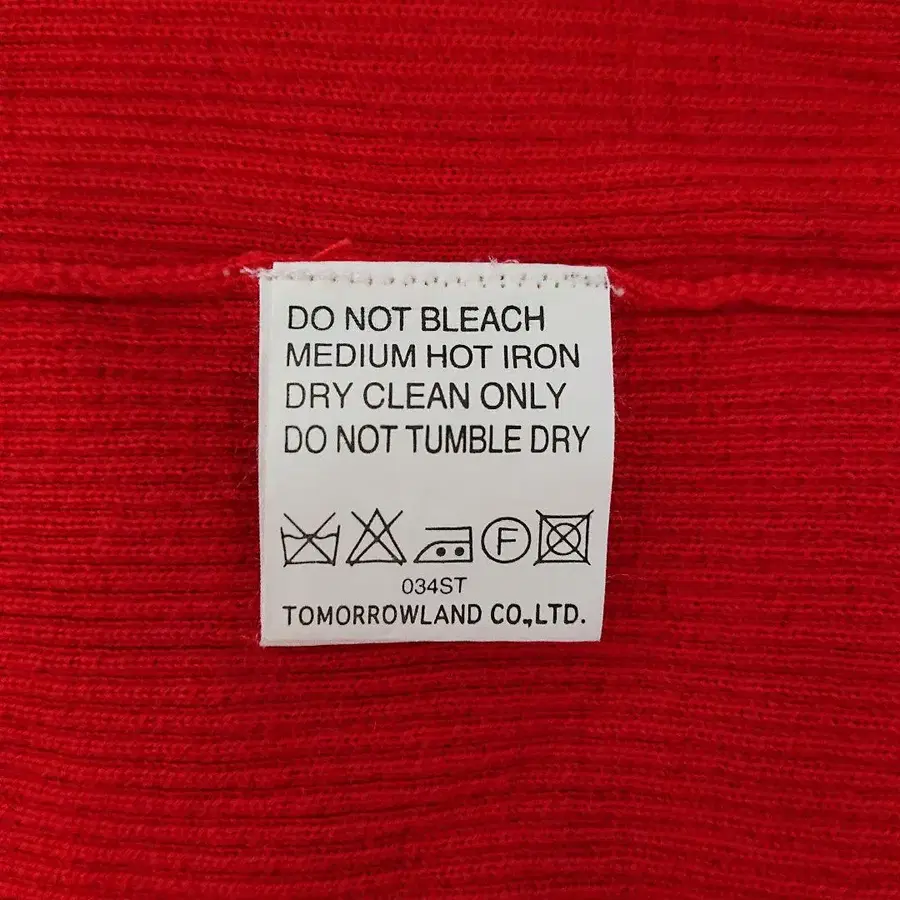 DO NOT BLEACH
MEDIUM HOT IRON
DRY CLEAN ONLY
DO NOT TUMBLE DRY
F
034ST
TOMORROWLAND CO.,LTD.